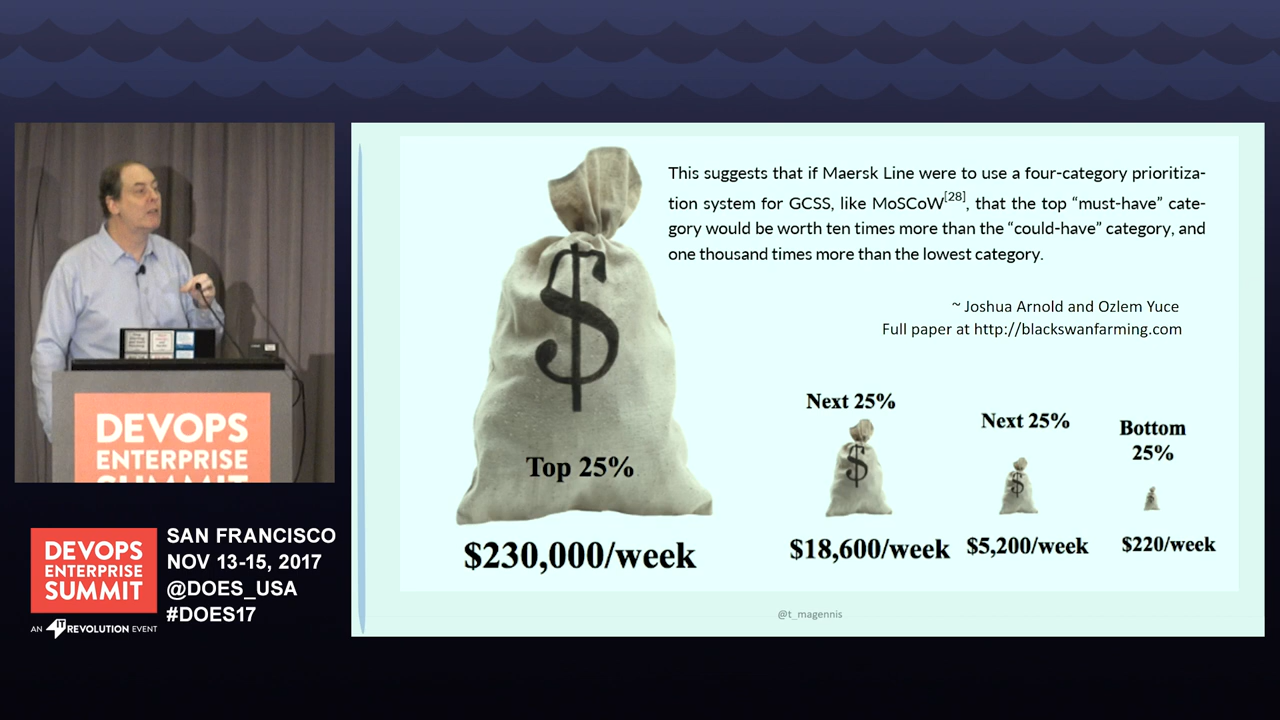 This suggests that if Maersk Line were to use a four-category prioritiza-
tion system for GCSS, like MoSCoW[28], that the top “must-have” cate-
gory would be worth ten times more than the “could-have” category, and
one thousand times more than the lowest category.
~ Joshua Arnold and Ozlem Yuce
Full paper at http://blackswanfarming.com
$
Top 25%
$230,000/week
Next 25%
$
$18,600/week
Next 25%
$
$5,200/week
Bottom
25%
$220/week
@t_magennis
DEVOPS
ENTERPRISE
SUMMIT
DEVOPS
ENTERPRISE
SUMMIT
AN IT REVOLUTION EVENT
SAN FRANCISCO
NOV 13-15, 2017
@DOES_USA
#DOES17